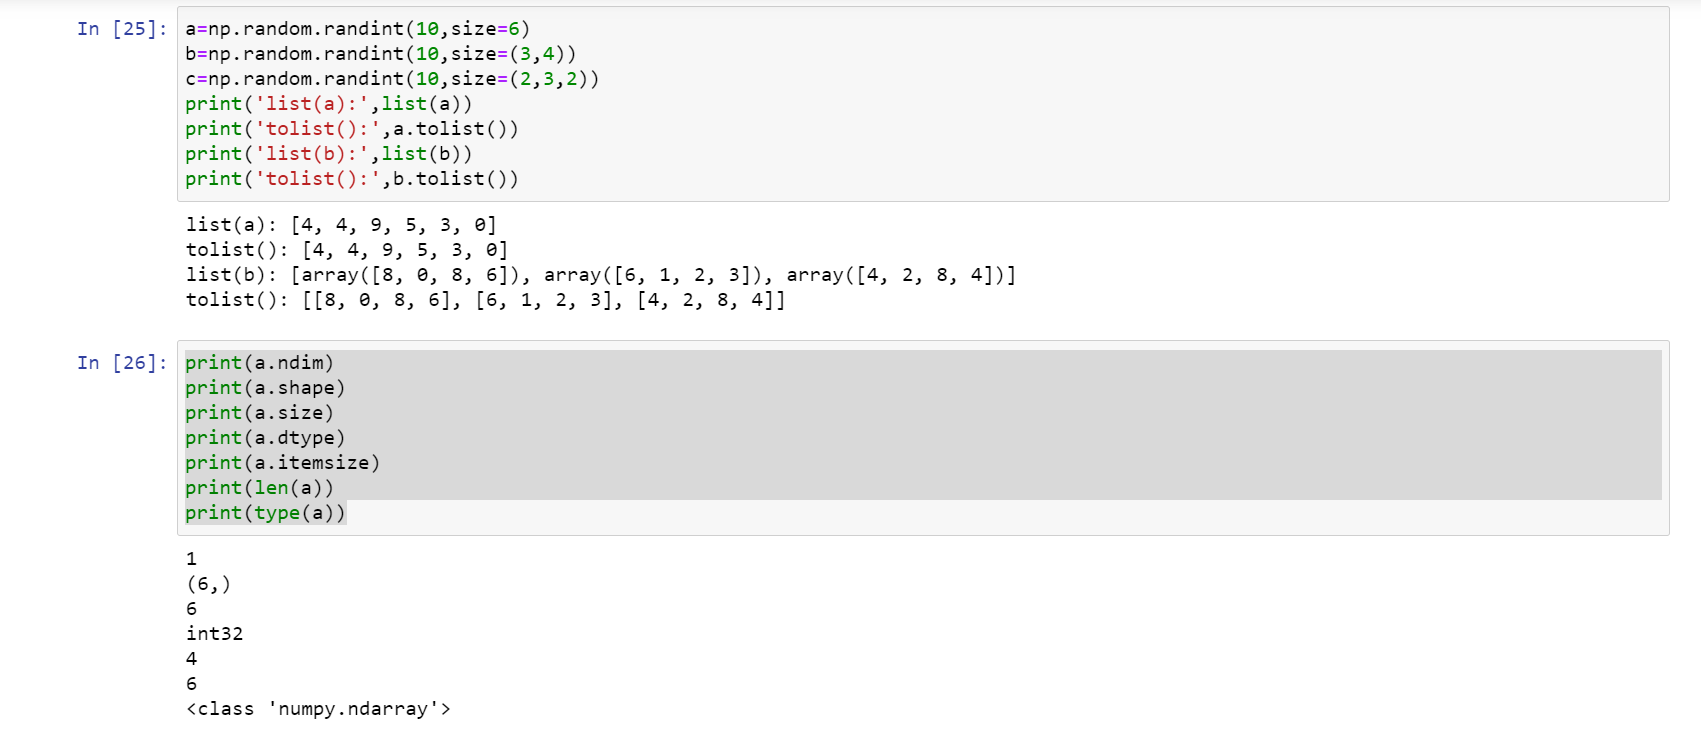 In [25]:
a=np.random.randint(10,size=6)
b=np.random.randint(10,size=(3,4))
c=np.random.randint(10,size=(2,3,2))
print('list(a):',list(a))
print('tolist():',a.tolist())
print('list(b):',list(b))
print('tolist():',b.tolist())
list(a): [4, 4, 9, 5, 3, 0]
tolist(): [4, 4, 9, 5, 3, 0]
list(b): [array([8, 0, 8, 6]), array([6, 1, 2, 3]), array([4, 2, 8, 4])]
tolist(): [[8, 0, 8, 6], [6, 1, 2, 3], [4, 2, 8, 4]]
In [26]:
print(a.ndim)
print(a.shape)
print(a.size)
print(a.dtype)
print(a.itemsize)
print(len(a))
print(type(a))
1
(6,)
6
int32
4
6
<class 'numpy.ndarray'>